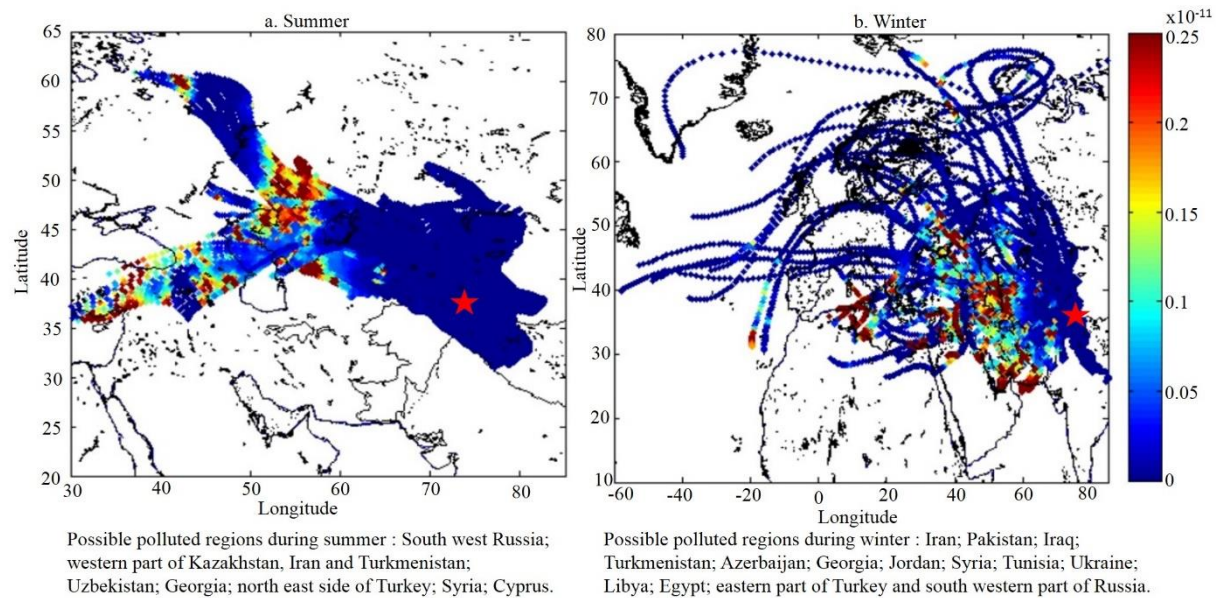 a. Summer
65
60
55
50
45
40
35
30
25
20
Latitude
30 40 50 60 70 80
Longitude
Possible polluted regions during summer : South west Russia;
western part of Kazakhstan, Iran and Turkmenistan;
Uzbekistan; Georgia; north east side of Turkey; Syria; Cyprus.
b. Winter
80
70
60
50
40
30
20
10
Latitude
-60 -40 -20 0 20 40 60 80
Longitude
Possible polluted regions during winter : Iran; Pakistan; Iraq;
Turkmenistan; Azerbaijan; Georgia; Jordan; Syria; Tunisia; Ukraine;
Libya; Egypt; eastern part of Turkey and south western part of Russia.
x10⁻¹¹
0.25
0.2
0.15
0.11
0.05
0